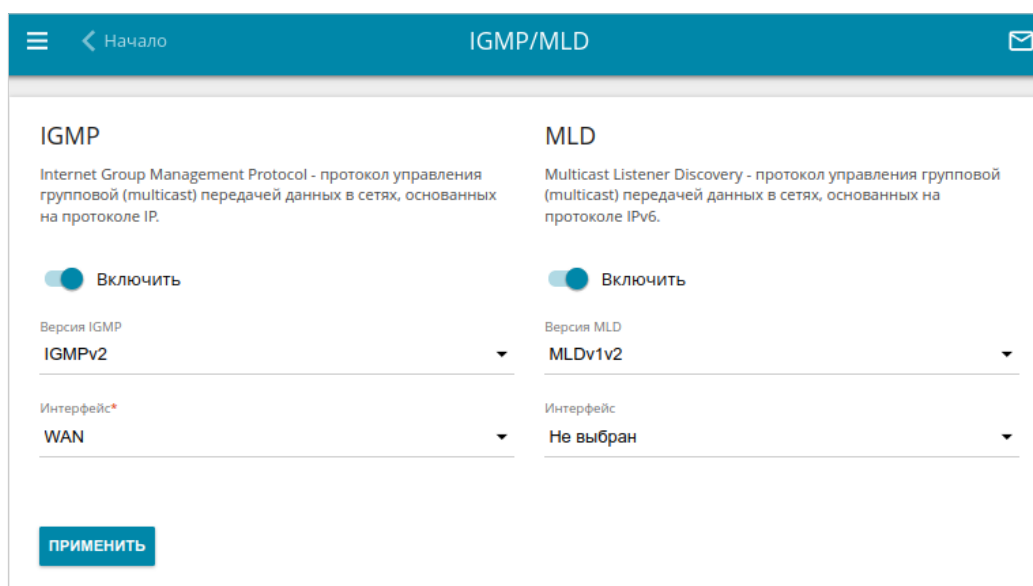 Начало
IGMP/MLD
IGMP
Internet Group Management Protocol - протокол управления
групповой (multicast) передачей данных в сетях, основанных
на протоколе IP.
Включить
Версия IGMP
IGMPv2
Интерфейс*
WAN
MLD
Multicast Listener Discovery - протокол управления групповой
(multicast) передачей данных в сетях, основанных на
протоколе IPv6.
Включить
Версия MLD
MLDv1v2
Интерфейс
Не выбран
ПРИМЕНИТЬ